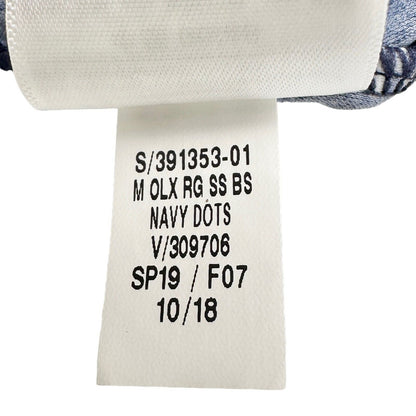 S/391353-01
M OLX RG SS BS
NAVY DOTS
V/309706
SP19 / F07
10/18